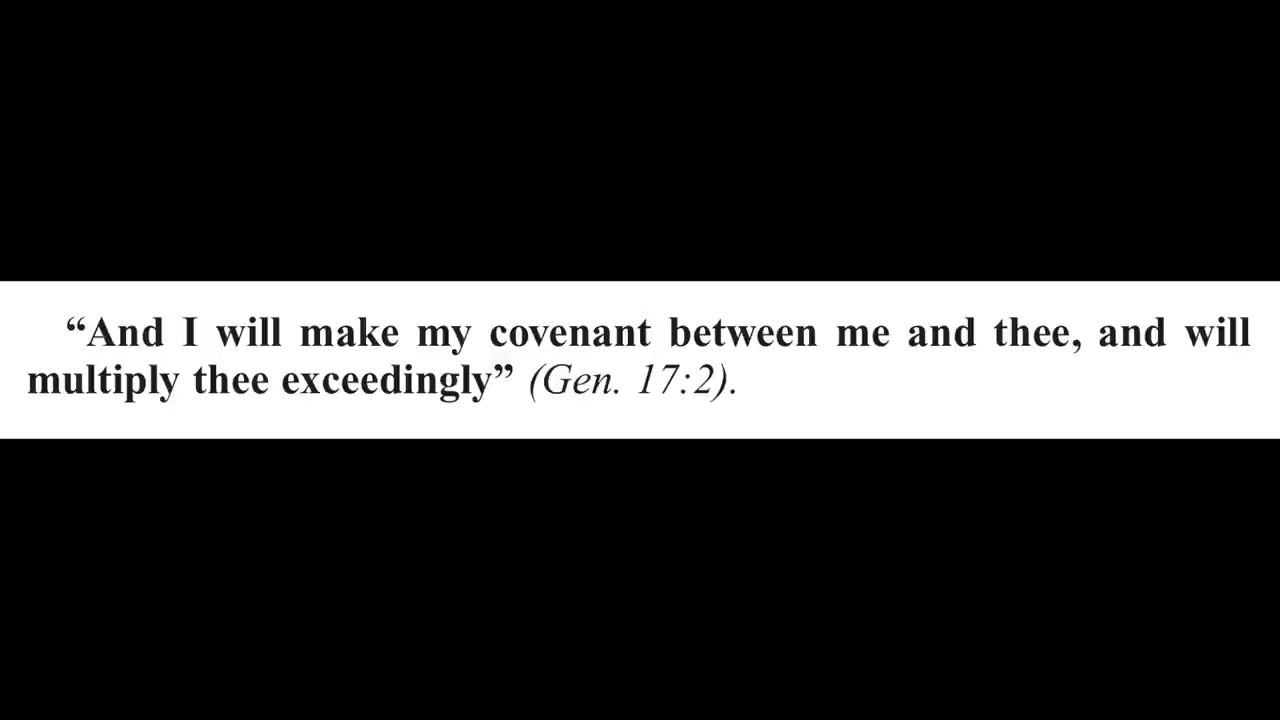 “And I will make my covenant between me and thee, and will
multiply thee exceedingly” (Gen. 17:2).